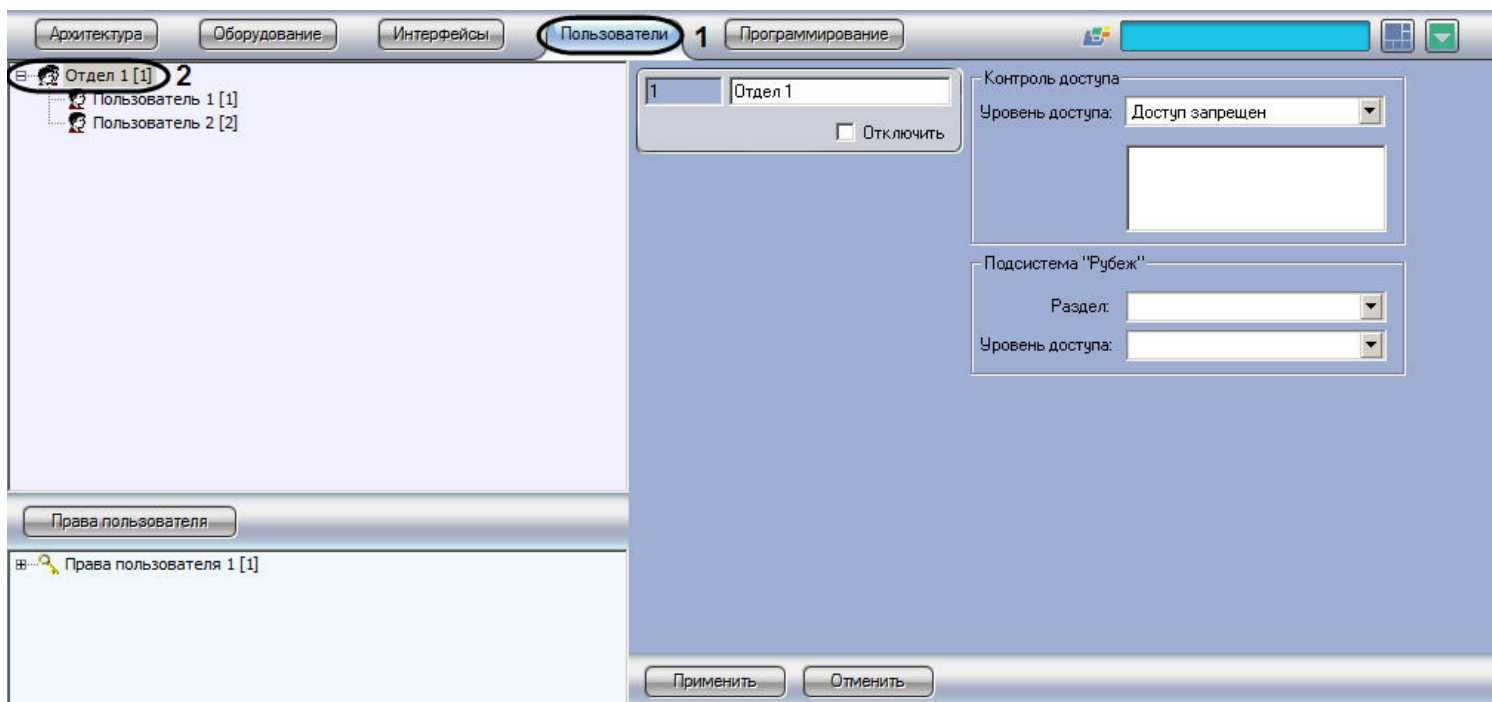 Архитектура Оборудование Интерфейсы Пользователи 1 Программирование
Отдел 1 [1] 2
Пользователь 1 [1]
Пользователь 2 [2]
1 Отдел 1
Отключить
Контроль доступа
Уровень доступа: Доступ запрещен
Подсистема "Рубеж"
Раздел:
Уровень доступа:
Права пользователя
Права пользователя 1 [1]
Применить Отменить